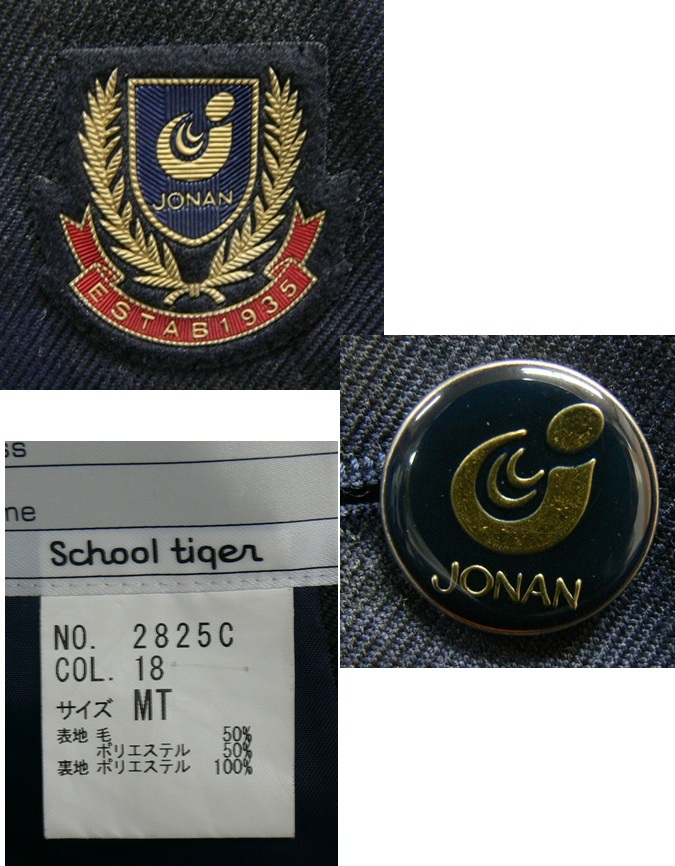 JONAN
ESTAB 1935
JONAN
ss
me
School tiger
NO. 2825C
COL. 18
サイズ MT
表地 毛 50%
ポリエステル 50%
裏地 ポリエステル 100%